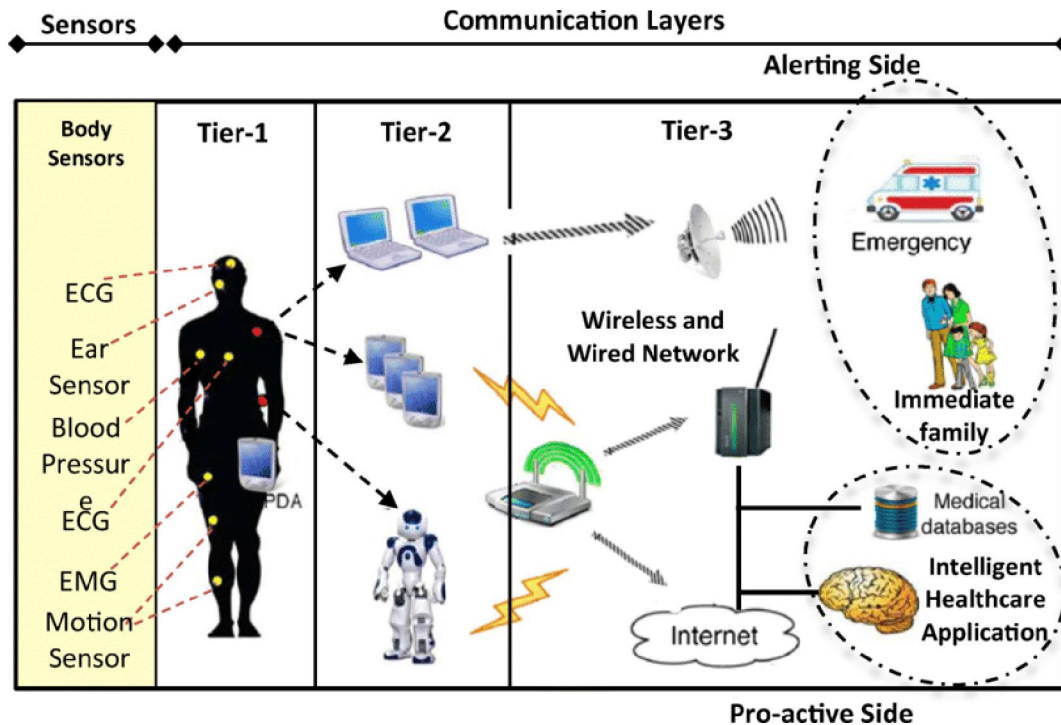 Sensors
Communication Layers
Alerting Side
Body
Sensors
Tier-1
Tier-2
Tier-3
ECG
Ear
Sensor
Blood
Pressur
e
ECG
EMG
Motion
Sensor
PDA
Wireless and
Wired Network
Internet
Emergency
Immediate
family
Medical
databases
Intelligent
Healthcare
Application
Pro-active Side